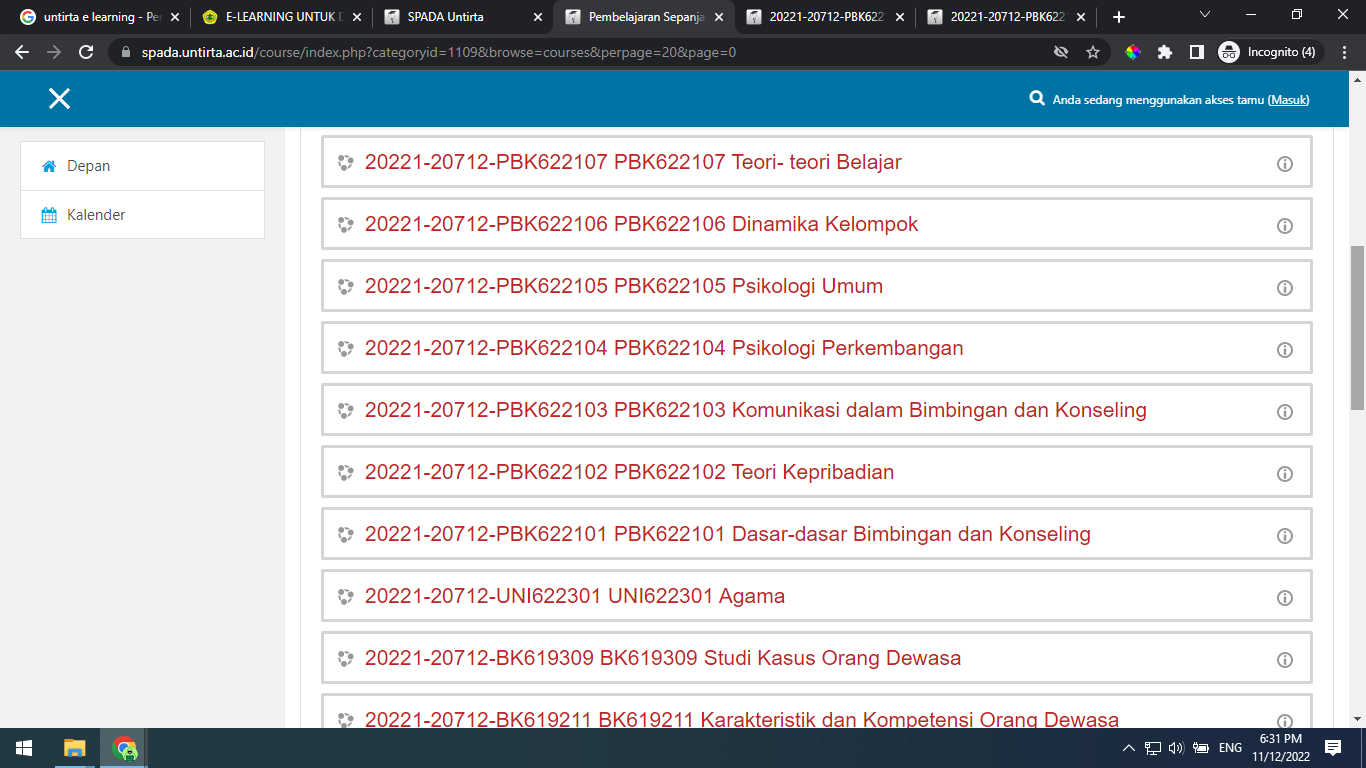 untirta e learning - Pe
E-LEARNING UNTUK
SPADA Untirta
Pembelajaran Sepanja
20221-20712-PBK622
20221-20712-PBK622
spada.untirta.ac.id/course/index.php?categoryid=1109&browse=courses&perpage=20&page=0
Incognito (4)
Anda sedang menggunakan akses tamu (Masuk)
Depan
Kalender
20221-20712-PBK622107 PBK622107 Teori- teori Belajar
20221-20712-PBK622106 PBK622106 Dinamika Kelompok
20221-20712-PBK622105 PBK622105 Psikologi Umum
20221-20712-PBK622104 PBK622104 Psikologi Perkembangan
20221-20712-PBK622103 PBK622103 Komunikasi dalam Bimbingan dan Konseling
20221-20712-PBK622102 PBK622102 Teori Kepribadian
20221-20712-PBK622101 PBK622101 Dasar-dasar Bimbingan dan Konseling
20221-20712-UNI622301 UNI622301 Agama
20221-20712-BK619309 BK619309 Studi Kasus Orang Dewasa
20221-20712-BK619211 BK619211 Karakteristik dan Kompetensi Orang Dewasa
ENG
6:31 PM
11/12/2022